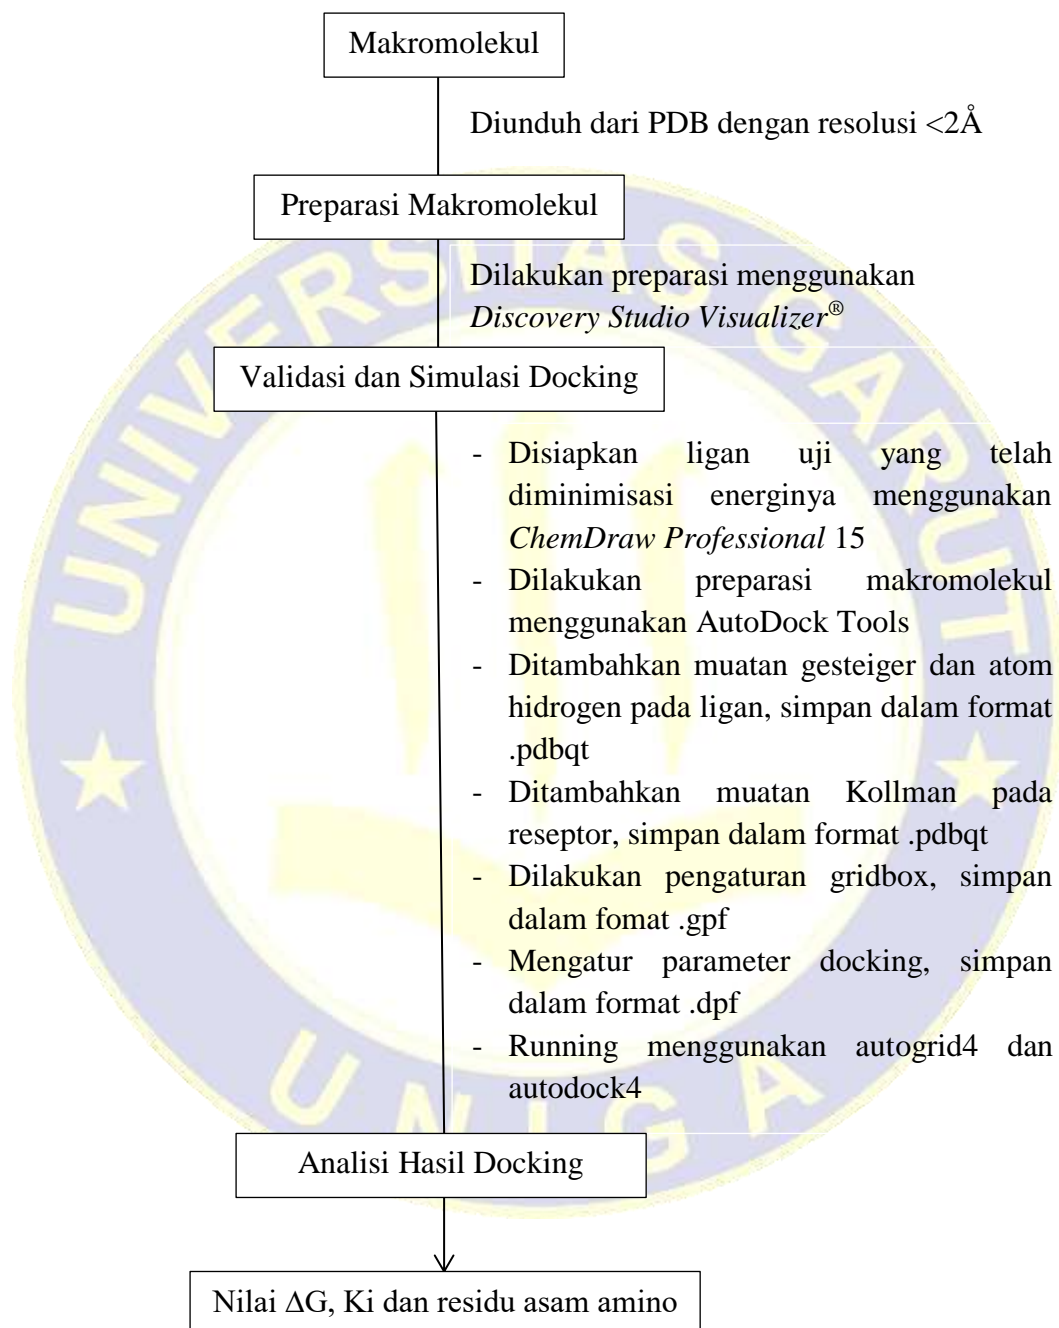 Makromolekul
Diunduh dari PDB dengan resolusi <2Å
Preparasi Makromolekul
Dilakukan preparasi menggunakan
Discovery Studio Visualizer®
Validasi dan Simulasi Docking
- Disiapkan ligan uji yang telah
diminimisasi energinya menggunakan
ChemDraw Professional 15
- Dilakukan preparasi makromolekul
menggunakan AutoDock Tools
- Ditambahkan muatan gesteiger dan atom
hidrogen pada ligan, simpan dalam format
.pdbqt
- Ditambahkan muatan Kollman pada
reseptor, simpan dalam format .pdbqt
- Dilakukan pengaturan gridbox, simpan
dalam fomat .gpf
- Mengatur parameter docking, simpan
dalam format .dpf
- Running menggunakan autogrid4 dan
autodock4
Analisi Hasil Docking
Nilai ΔG, Ki dan residu asam amino
UNIVERSITAS GARUT
UNIGA